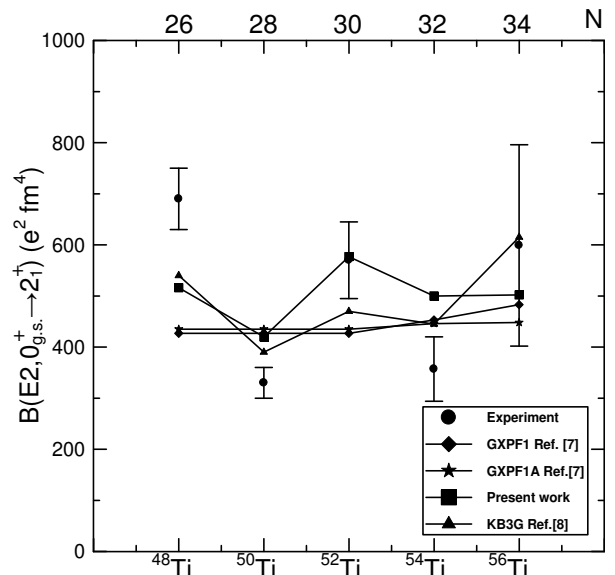 26 28 30 32 34 N
1000
800
600
400
200
0
B(E2,0⁺g.s.→2⁺₁) (e² fm⁴)
Experiment
GXPF1 Ref. [7]
GXPF1A Ref.[7]
Present work
KB3G Ref.[8]
⁴⁸Ti ⁵⁰Ti ⁵²Ti ⁵⁴Ti ⁵⁶Ti